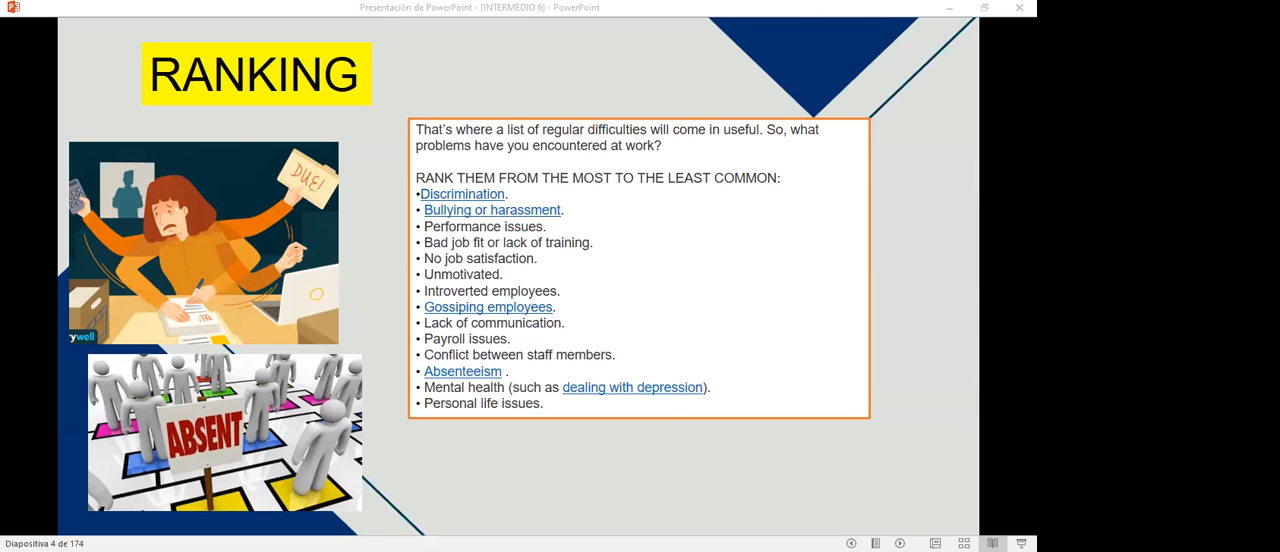 Presentación de PowerPoint - [INTERMEDIO 6] - PowerPoint
RANKING
That's where a list of regular difficulties will come in useful. So, what
problems have you encountered at work?
RANK THEM FROM THE MOST TO THE LEAST COMMON:
•Discrimination.
• Bullying or harassment.
• Performance issues.
• Bad job fit or lack of training.
• No job satisfaction.
• Unmotivated.
• Introverted employees.
• Gossiping employees.
• Lack of communication.
• Payroll issues.
• Conflict between staff members.
• Absenteeism .
• Mental health (such as dealing with depression).
• Personal life issues.
DUE!
rywell
ABSENT
Diapositiva 4 de 174